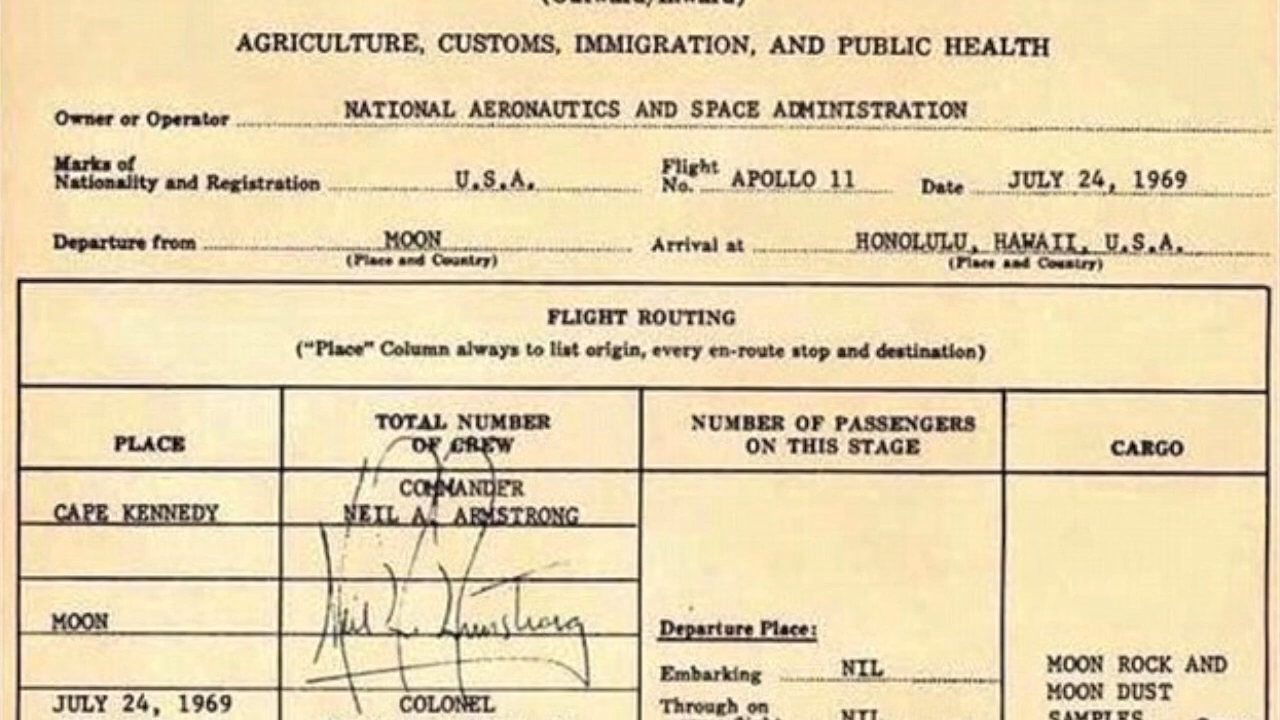 (Outward/Inward)
AGRICULTURE, CUSTOMS, IMMIGRATION, AND PUBLIC HEALTH
Owner or Operator NATIONAL AERONAUTICS AND SPACE ADMINISTRATION
Marks of
Nationality and Registration U.S.A. Flight No. APOLLO 11 Date JULY 24, 1969
Departure from MOON Arrival at HONOLULU, HAWAII, U.S.A.
(Place and Country) (Place and Country)
FLIGHT ROUTING
("Place" Column always to list origin, every en-route stop and destination)
PLACE TOTAL NUMBER OF CREW NUMBER OF PASSENGERS ON THIS STAGE CARGO
COMMANDER
CAPE KENNEDY NEIL A. ARMSTRONG
MOON
Neil A. Armstrong
Departure Place:
Embarking NIL
MOON ROCK AND
MOON DUST
SAMPLES
JULY 24, 1969 COLONEL
Through on
NIL